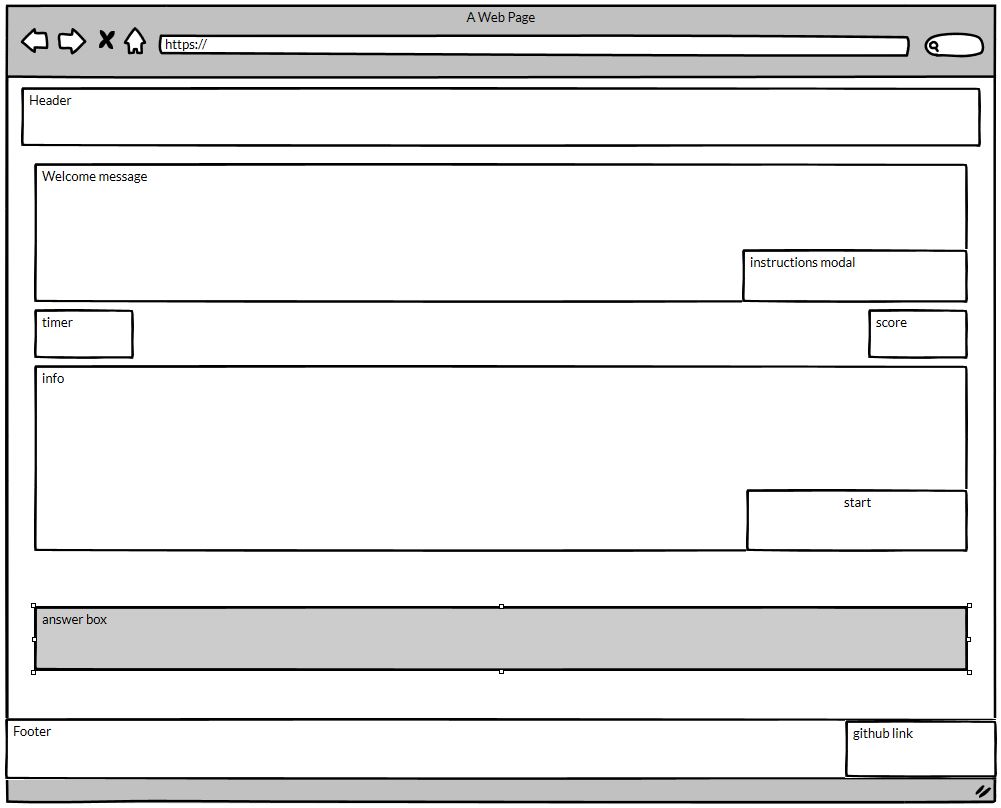 A Web Page
https://
Header
Welcome message
instructions modal
timer
score
info
start
answer box
Footer
github link